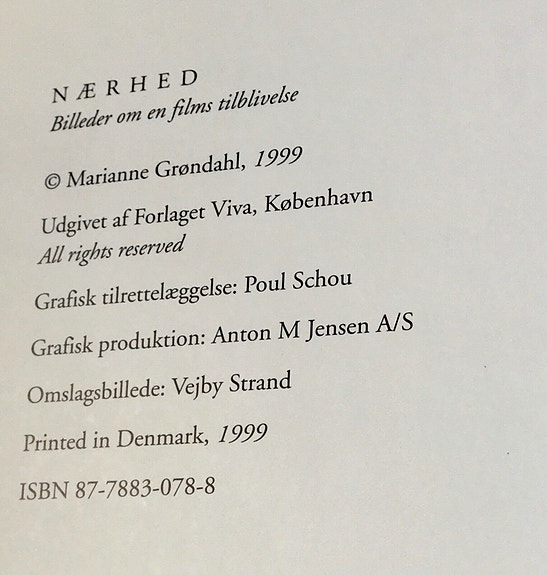 NÆRHED
Billeder om en films tilblivelse
© Marianne Grøndahl, 1999
Udgivet af Forlaget Viva, København
All rights reserved
Grafisk tilrettelæggelse: Poul Schou
Grafisk produktion: Anton M Jensen A/S
Omslagsbillede: Vejby Strand
Printed in Denmark, 1999
ISBN 87-7883-078-8